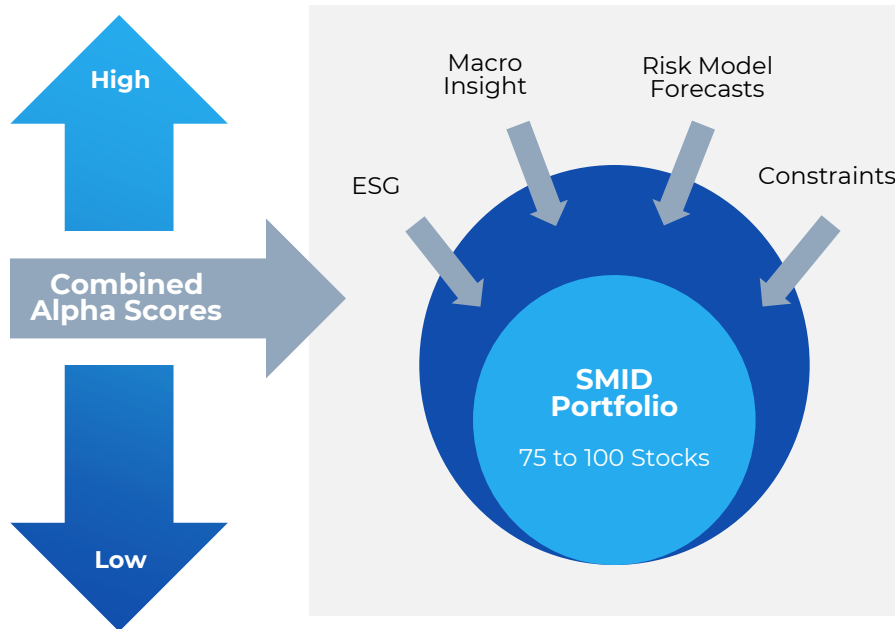 High
Combined
Alpha Scores
Low
Macro
Insight
Risk Model
Forecasts
ESG
Constraints
SMID
Portfolio
75 to 100 Stocks